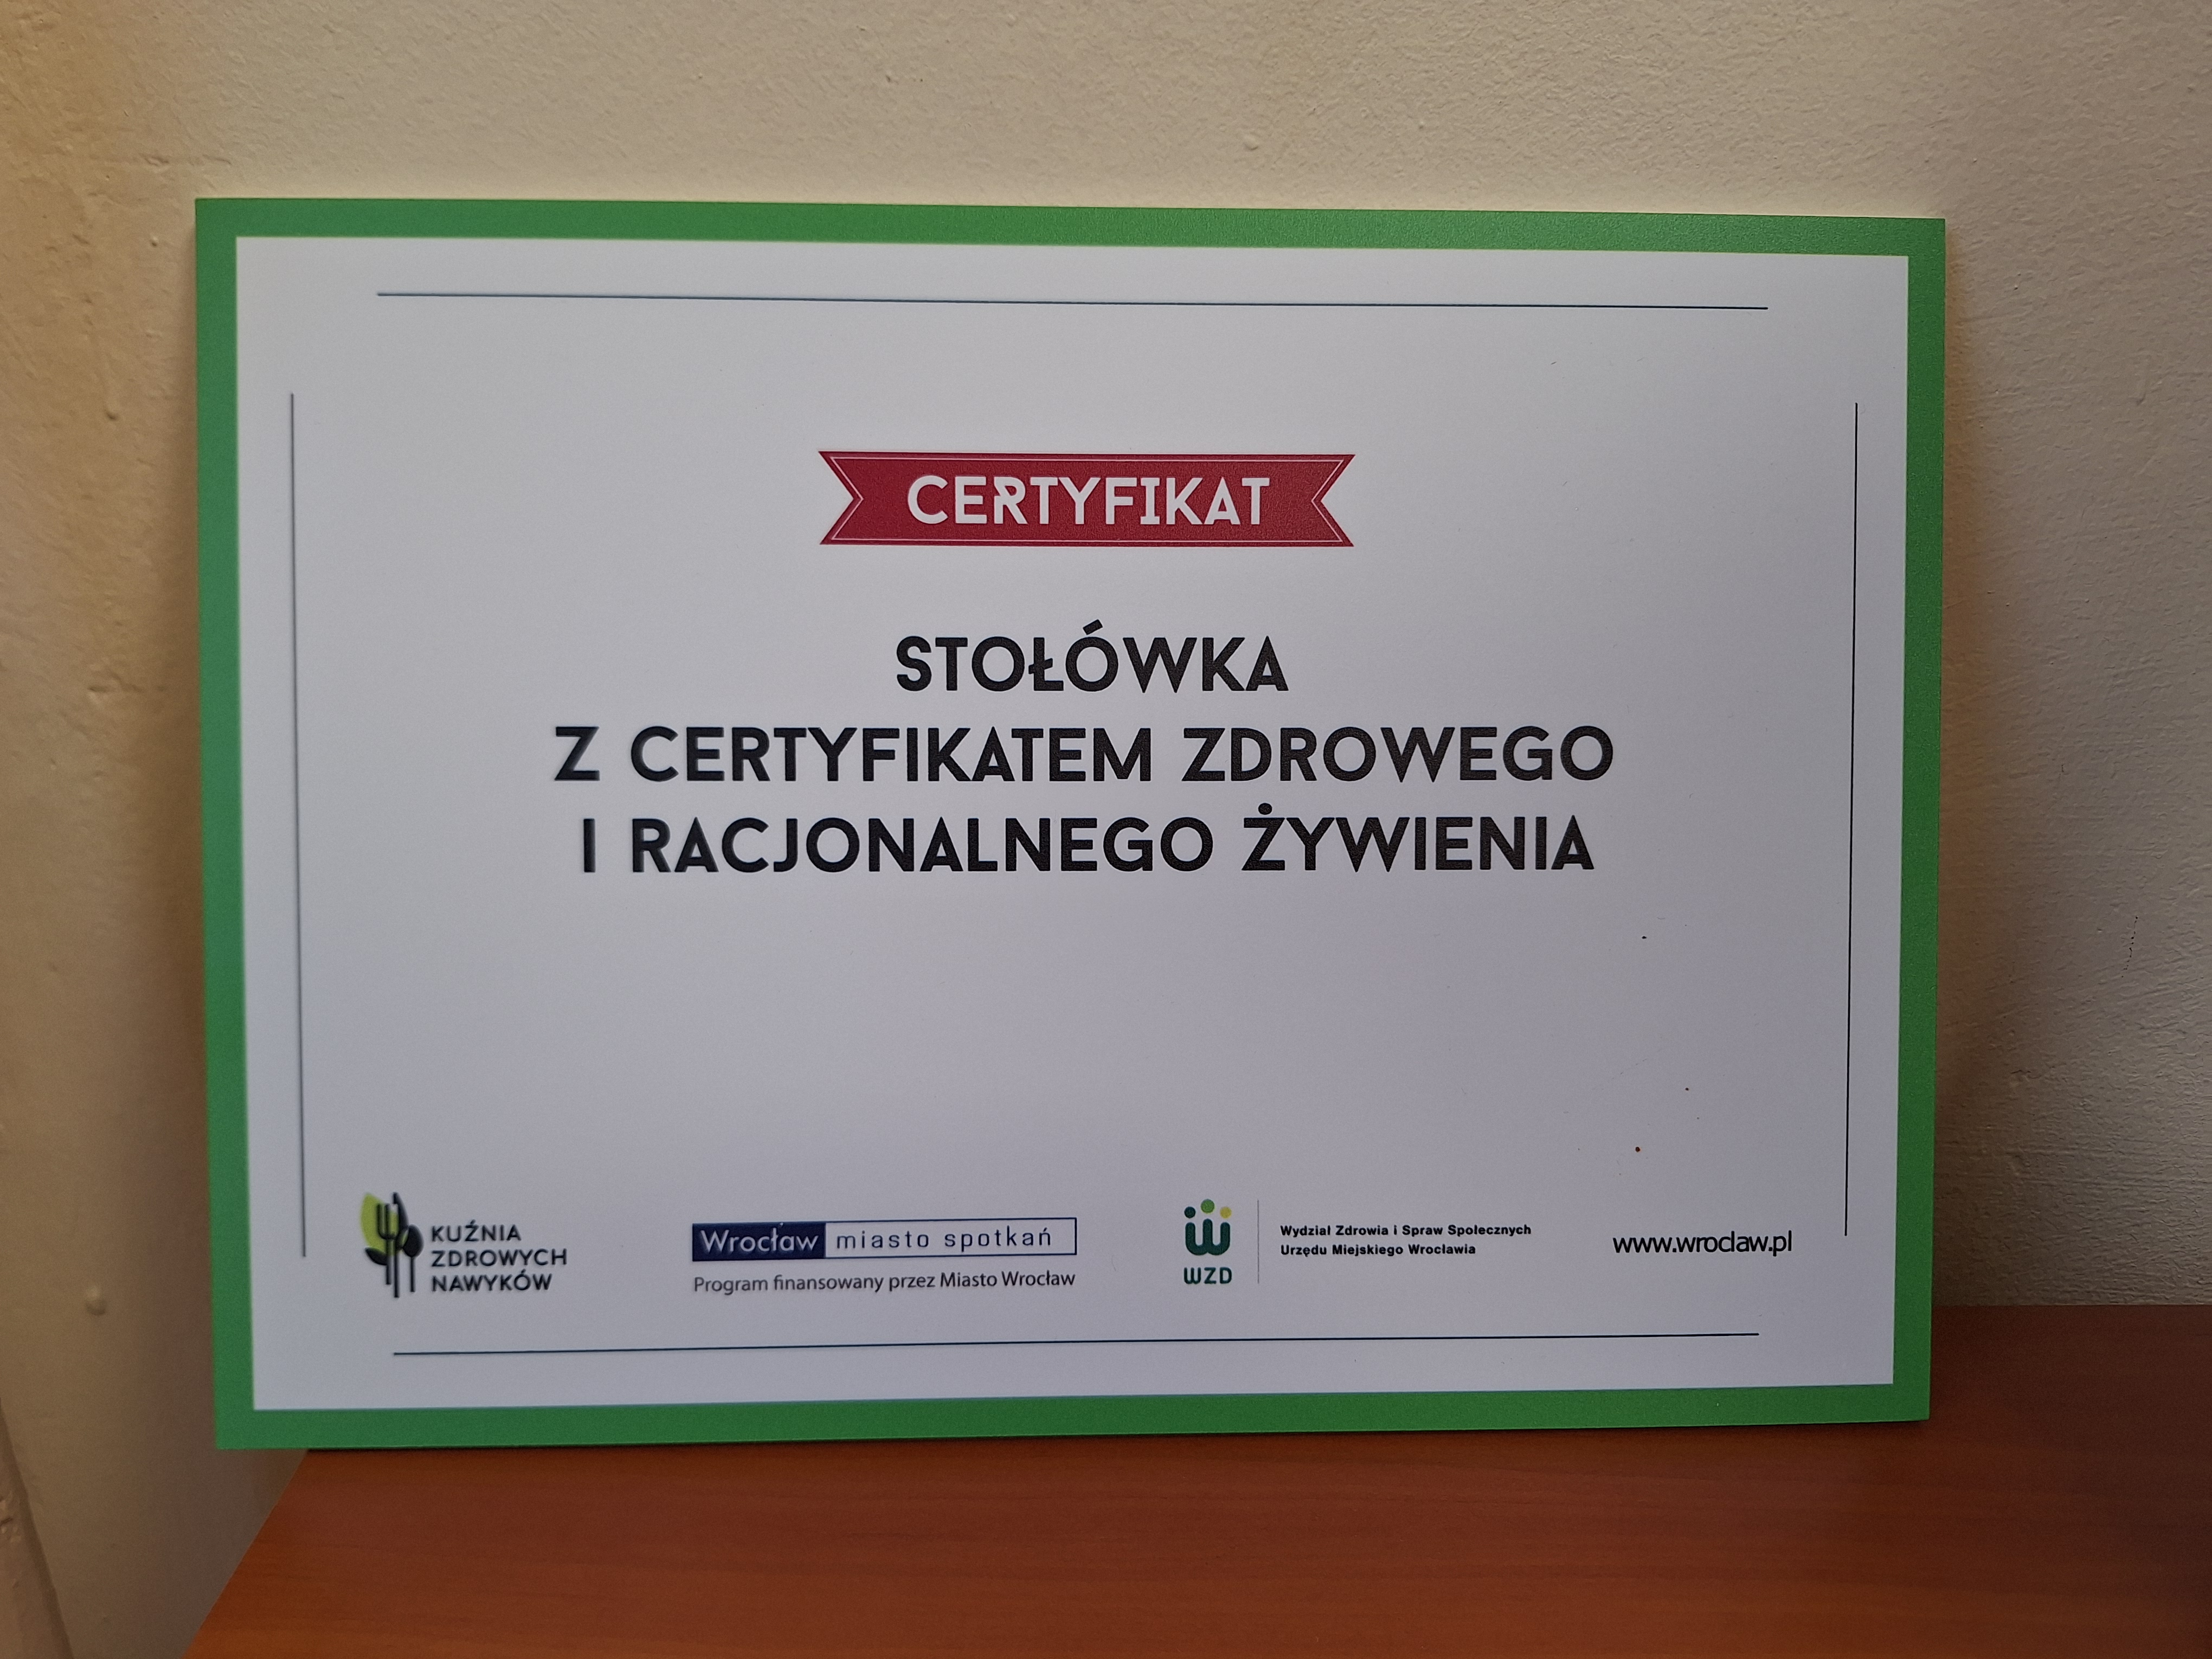 CERTYFIKAT
STOŁÓWKA
Z CERTYFIKATEM ZDROWEGO
I RACJONALNEGO ŻYWIENIA
KUŹNIA
ZDROWYCH
NAWYKÓW
Wrocław miasto spotkań
Program finansowany przez Miasto Wrocław
WZD
Wydział Zdrowia i Spraw Społecznych
Urzędu Miejskiego Wrocławia
www.wroclaw.pl